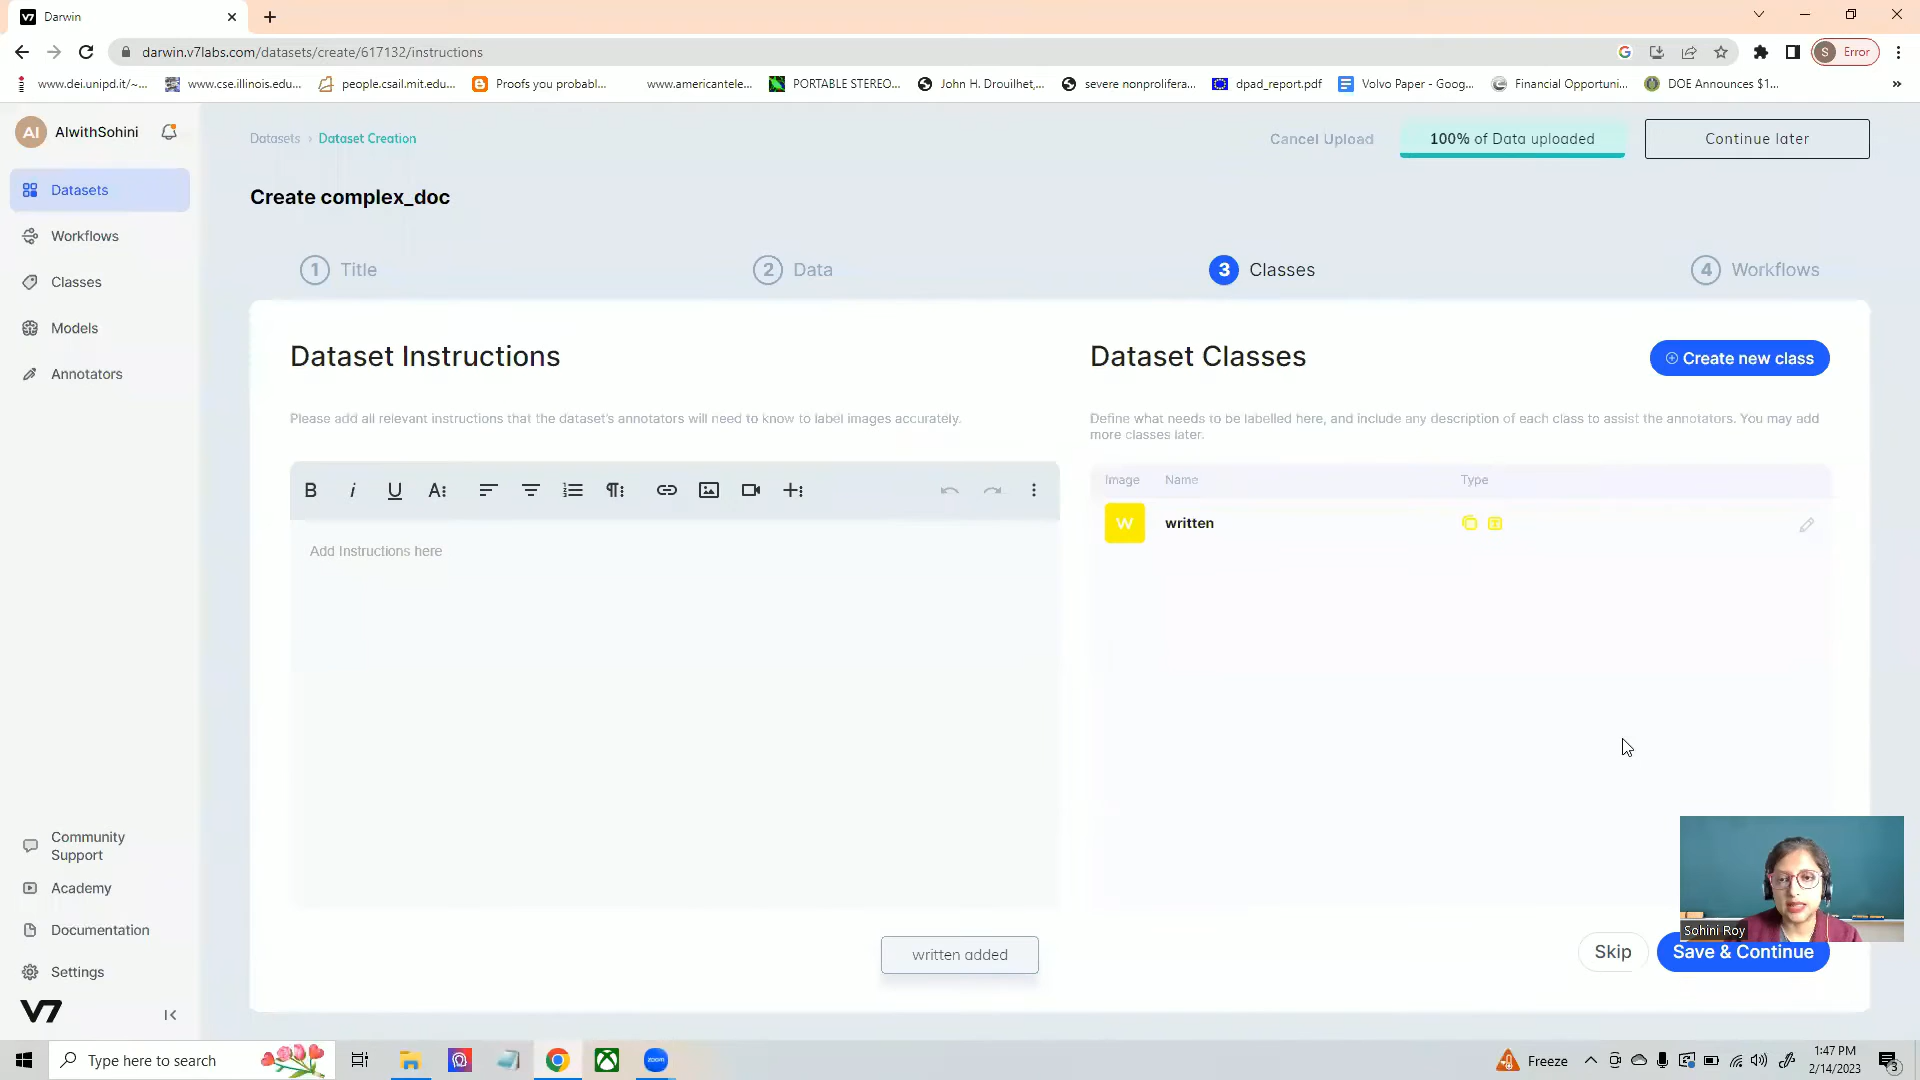 Darwin
darwin.v7labs.com/datasets/create/617132/instructions
S Error
www.dei.unipd.it/~...
www.cse.illinois.edu...
people.csail.mit.edu...
Proofs you probabl...
www.americantele...
PORTABLE STEREO...
John H. Drouilhet,...
severe nonprolifera...
dpad_report.pdf
Volvo Paper - Goog...
Financial Opportuni...
DOE Announces $1...
»
AI AIwithSohini
Datasets
Workflows
Classes
Models
Annotators
Community Support
Academy
Documentation
Settings
V7
Datasets › Dataset Creation
Cancel Upload
100% of Data uploaded
Continue later
Create complex_doc
1 Title
2 Data
3 Classes
4 Workflows
Dataset Instructions
Please add all relevant instructions that the dataset's annotators will need to know to label images accurately.
B i U A
Add Instructions here
Dataset Classes
Create new class
Define what needs to be labelled here, and include any description of each class to assist the annotators. You may add
more classes later.
Image Name Type
W written
written added
Skip
Save & Continue
Sohini Roy
Type here to search
zoom
Freeze
1:47 PM
2/14/2023
3